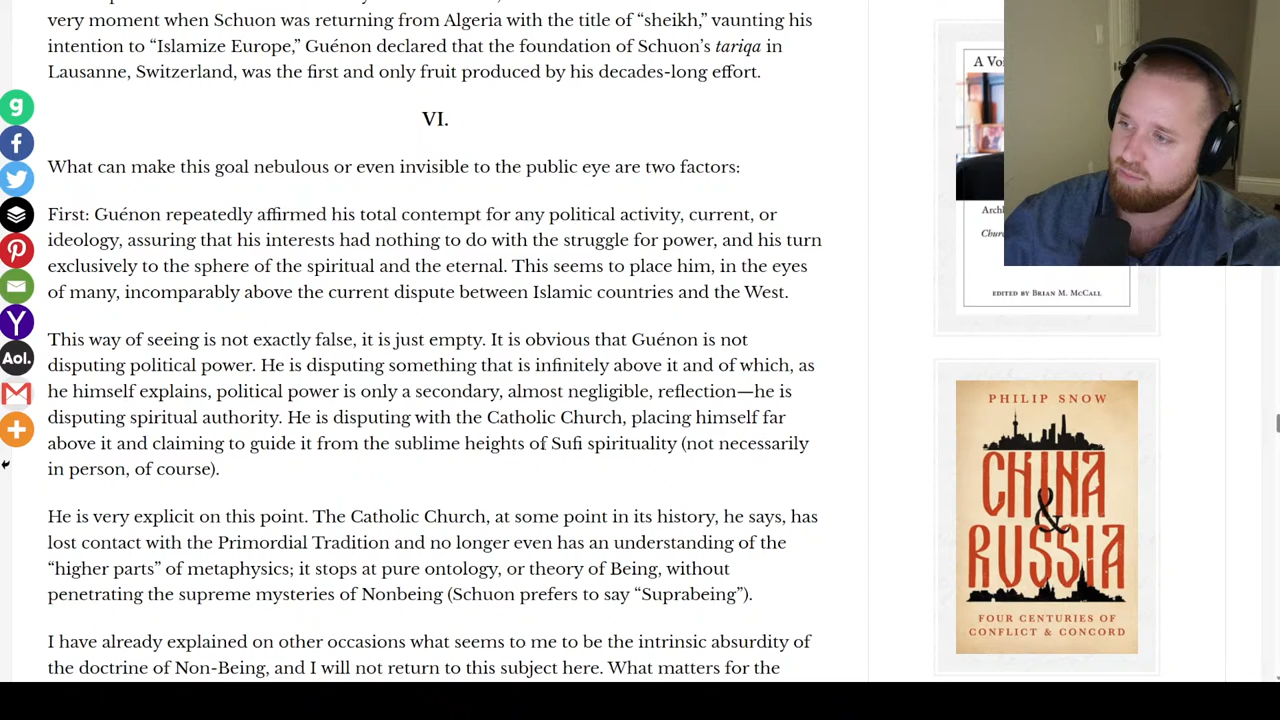 very moment when Schuon was returning from Algeria with the title of “sheikh,” vaunting his
intention to “Islamize Europe,” Guénon declared that the foundation of Schuon’s tariqa in
Lausanne, Switzerland, was the first and only fruit produced by his decades-long effort.
VI.
What can make this goal nebulous or even invisible to the public eye are two factors:
First: Guénon repeatedly affirmed his total contempt for any political activity, current, or
ideology, assuring that his interests had nothing to do with the struggle for power, and his turn
exclusively to the sphere of the spiritual and the eternal. This seems to place him, in the eyes
of many, incomparably above the current dispute between Islamic countries and the West.
This way of seeing is not exactly false, it is just empty. It is obvious that Guénon is not
disputing political power. He is disputing something that is infinitely above it and of which, as
he himself explains, political power is only a secondary, almost negligible, reflection—he is
disputing spiritual authority. He is disputing with the Catholic Church, placing himself far
above it and claiming to guide it from the sublime heights of Sufi spirituality (not necessarily
in person, of course).
He is very explicit on this point. The Catholic Church, at some point in its history, he says, has
lost contact with the Primordial Tradition and no longer even has an understanding of the
“higher parts” of metaphysics; it stops at pure ontology, or theory of Being, without
penetrating the supreme mysteries of Nonbeing (Schuon prefers to say “Suprabeing”).
I have already explained on other occasions what seems to me to be the intrinsic absurdity of
the doctrine of Non-Being, and I will not return to this subject here. What matters for the
Aol.
A Voi
Archb
Churc
EDITED BY BRIAN M. MCCALL
PHILIP SNOW
CHINA
&
RUSSIA
FOUR CENTURIES OF
CONFLICT & CONCORD